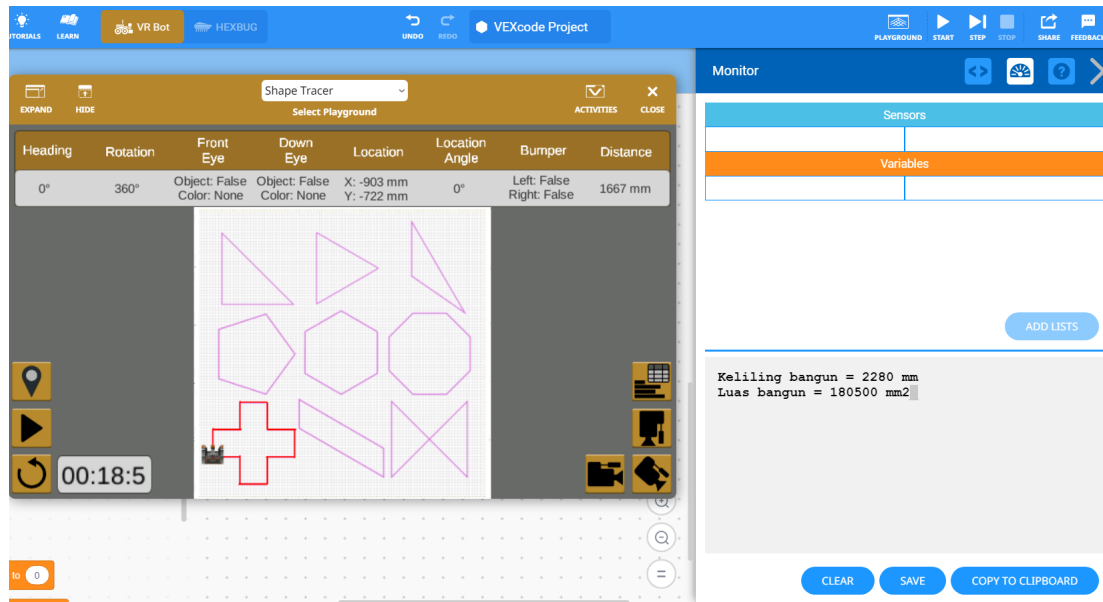 TORIALS
LEARN
VR Bot
HEXBUG
UNDO
REDO
VEXcode Project
PLAYGROUND
START
STEP
STOP
SHARE
FEEDBACK
EXPAND
HIDE
Shape Tracer
Select Playground
ACTIVITIES
CLOSE
Heading
Rotation
Front Eye
Down Eye
Location
Location Angle
Bumper
Distance
0°
360°
Object: False
Color: None
Object: False
Color: None
X: -903 mm
Y: -722 mm
0°
Left: False
Right: False
1667 mm
00:18:5
to 0
Monitor
Sensors
Variables
ADD LISTS
Keliling bangun = 2280 mm
Luas bangun = 180500 mm2
CLEAR
SAVE
COPY TO CLIPBOARD